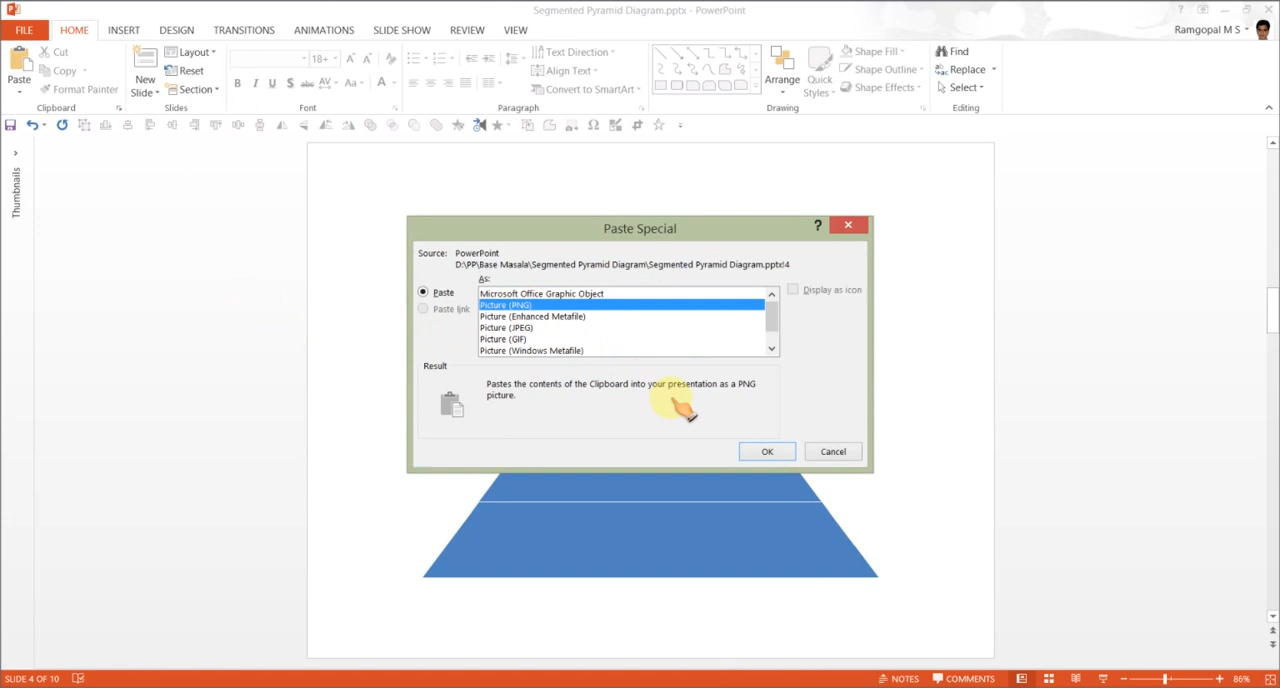 Segmented Pyramid Diagram.pptx - PowerPoint
FILE HOME INSERT DESIGN TRANSITIONS ANIMATIONS SLIDE SHOW REVIEW VIEW Ramgopal M S
Paste
Cut
Copy
Format Painter
Clipboard
New
Slide
Layout
Reset
Section
Slides
18+
B I U S abc AV Aa A
Font
Text Direction
Align Text
Convert to SmartArt
Paragraph
Arrange
Quick
Styles
Shape Fill
Shape Outline
Shape Effects
Drawing
Find
Replace
Select
Editing
Thumbnails
Paste Special
Source: PowerPoint
D:\PP\Base Masala\Segmented Pyramid Diagram\Segmented Pyramid Diagram.pptx!4
As:
Paste
Paste link
Microsoft Office Graphic Object
Picture (PNG)
Picture (Enhanced Metafile)
Picture (JPEG)
Picture (GIF)
Picture (Windows Metafile)
Display as icon
Result
Pastes the contents of the Clipboard into your presentation as a PNG
picture.
OK Cancel
SLIDE 4 OF 10 NOTES COMMENTS 86%